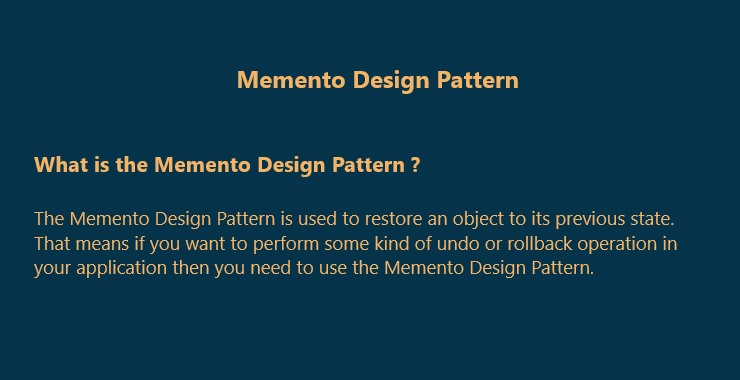 Memento Design Pattern
What is the Memento Design Pattern ?
The Memento Design Pattern is used to restore an object to its previous state.
That means if you want to perform some kind of undo or rollback operation in
your application then you need to use the Memento Design Pattern.